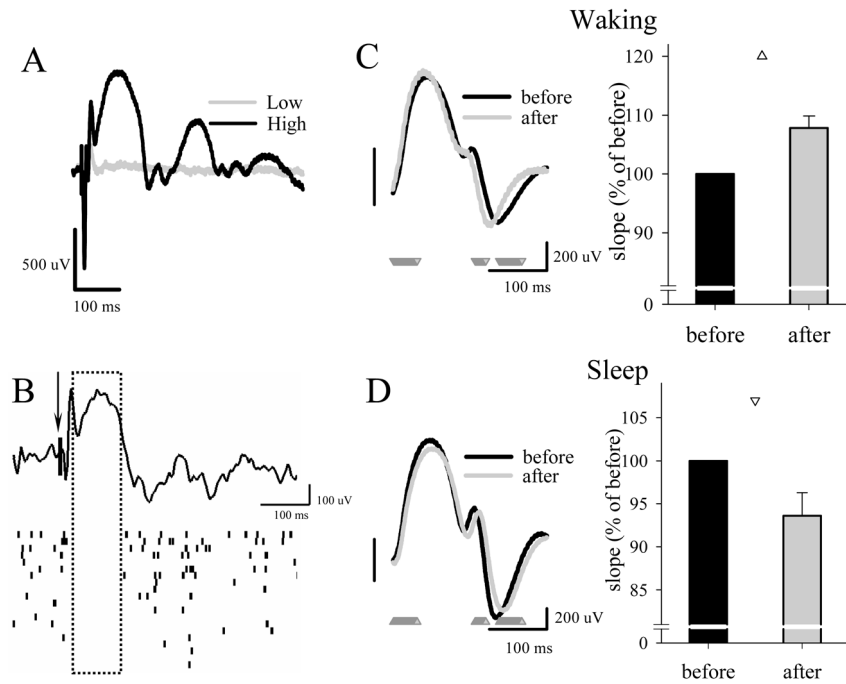 A
Low
High
500 uV
100 ms
B
100 uV
100 ms
C
before
after
200 uV
100 ms
Waking
120
110
100
90
0
slope (% of before)
before
after
D
before
after
200 uV
100 ms
Sleep
105
100
95
90
85
0
slope (% of before)
before
after